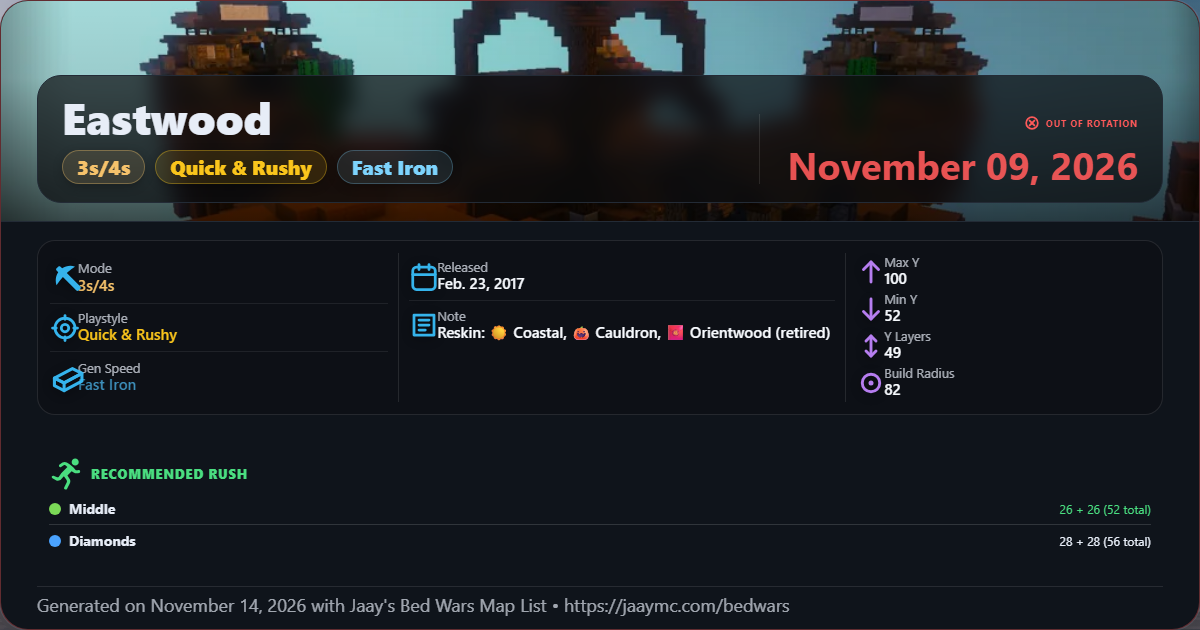 Eastwood
3s/4s
Quick & Rushy
Fast Iron
OUT OF ROTATION
November 09, 2026
Mode
3s/4s
Playstyle
Quick & Rushy
Gen Speed
Fast Iron
Released
Feb. 23, 2017
Note
Reskin: Coastal, Cauldron, Orientwood (retired)
Max Y
100
Min Y
52
Y Layers
49
Build Radius
82
RECOMMENDED RUSH
Middle 26 + 26 (52 total)
Diamonds 28 + 28 (56 total)
Generated on November 14, 2026 with Jaay's Bed Wars Map List • https://jaaymc.com/bedwars